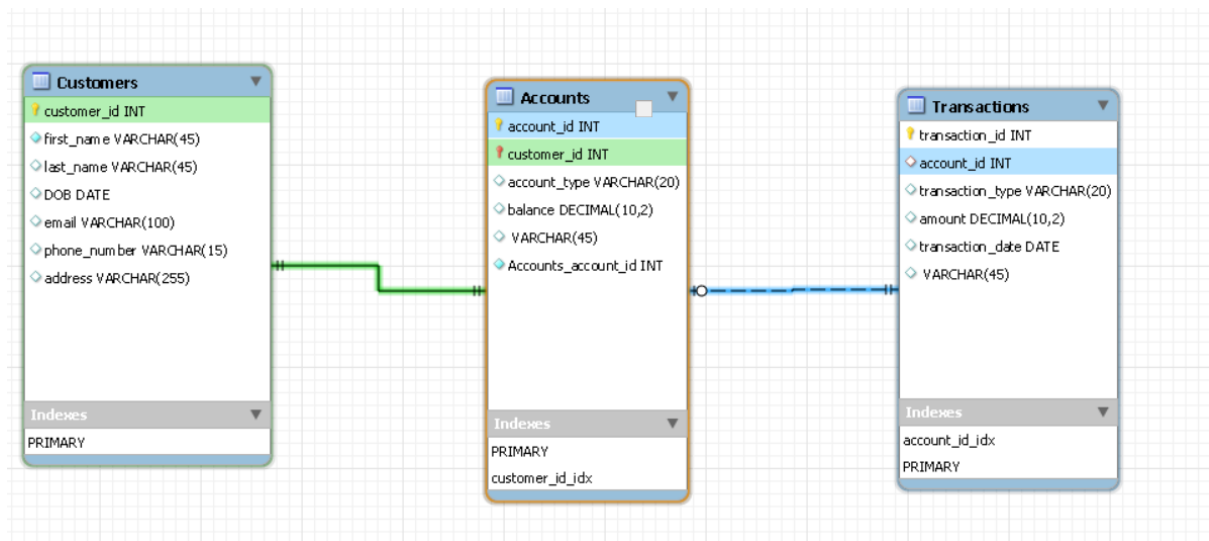 Customers
customer_id INT
first_name VARCHAR(45)
last_name VARCHAR(45)
DOB DATE
email VARCHAR(100)
phone_number VARCHAR(15)
address VARCHAR(255)
Indexes
PRIMARY
Accounts
account_id INT
customer_id INT
account_type VARCHAR(20)
balance DECIMAL(10,2)
VARCHAR(45)
Accounts_account_id INT
Indexes
PRIMARY
customer_id_idx
Transactions
transaction_id INT
account_id INT
transaction_type VARCHAR(20)
amount DECIMAL(10,2)
transaction_date DATE
VARCHAR(45)
Indexes
account_id_idx
PRIMARY